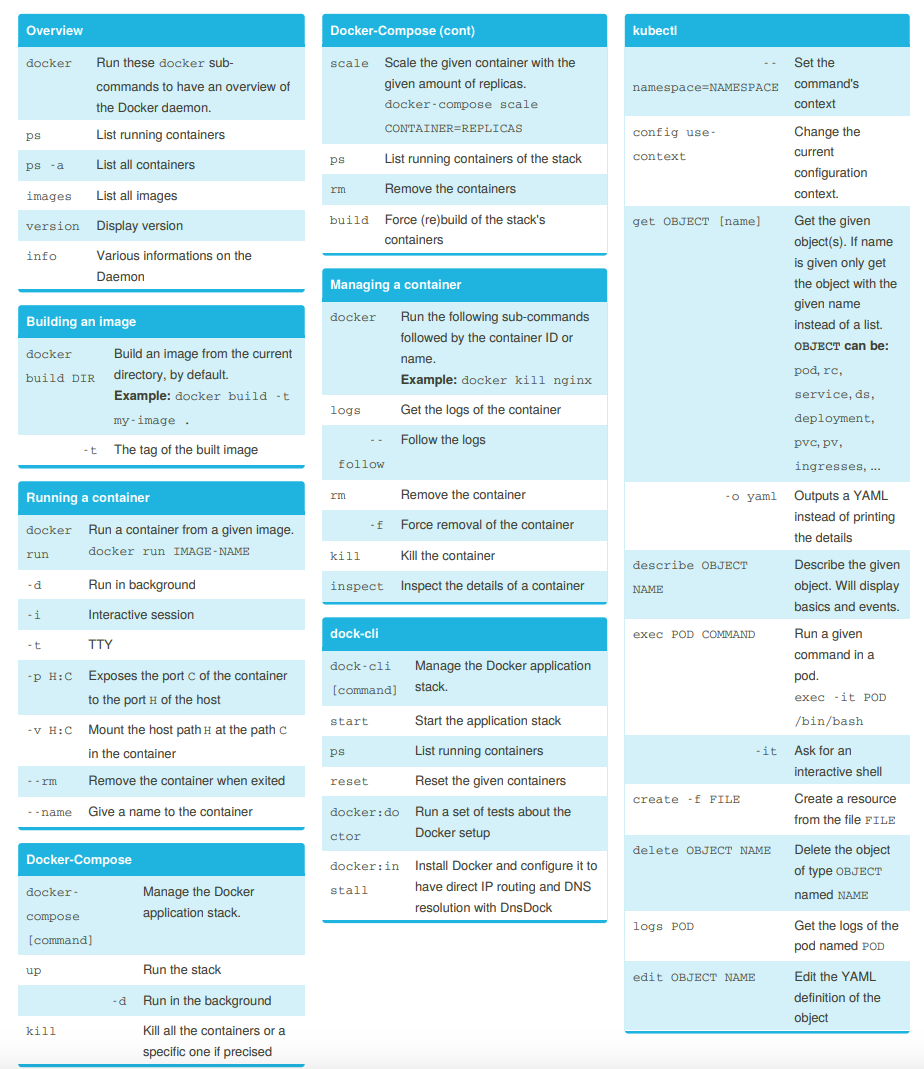 Overview
docker Run these docker sub-
commands to have an overview of
the Docker daemon.
ps List running containers
ps -a List all containers
images List all images
version Display version
info Various informations on the
Daemon
Building an image
docker Build an image from the current
build DIR directory, by default.
Example: docker build -t
my-image .
-t The tag of the built image
Running a container
docker Run a container from a given image.
run docker run IMAGE-NAME
-d Run in background
-i Interactive session
-t TTY
-p H:C Exposes the port C of the container
to the port H of the host
-v H:C Mount the host path H at the path C
in the container
--rm Remove the container when exited
--name Give a name to the container
Docker-Compose
docker- Manage the Docker
compose application stack.
[command]
up Run the stack
-d Run in the background
kill Kill all the containers or a
specific one if precised
Docker-Compose (cont)
scale Scale the given container with the
given amount of replicas.
docker-compose scale
CONTAINER=REPLICAS
ps List running containers of the stack
rm Remove the containers
build Force (re)build of the stack's
containers
Managing a container
docker Run the following sub-commands
followed by the container ID or
name.
Example: docker kill nginx
logs Get the logs of the container
-- Follow the logs
follow
rm Remove the container
-f Force removal of the container
kill Kill the container
inspect Inspect the details of a container
dock-cli
dock-cli Manage the Docker application
[command] stack.
start Start the application stack
ps List running containers
reset Reset the given containers
docker:do Run a set of tests about the
ctor Docker setup
docker:in Install Docker and configure it to
stall have direct IP routing and DNS
resolution with DnsDock
kubectl
-- Set the
namespace=NAMESPACE command's
context
config use- Change the
context current
configuration
context.
get OBJECT [name] Get the given
object(s). If name
is given only get
the object with the
given name
instead of a list.
OBJECT can be:
pod, rc,
service, ds,
deployment,
pvc, pv,
ingresses, ...
-o yaml Outputs a YAML
instead of printing
the details
describe OBJECT Describe the given
NAME object. Will display
basics and events.
exec POD COMMAND Run a given
command in a
pod.
exec -it POD
/bin/bash
-it Ask for an
interactive shell
create -f FILE Create a resource
from the file FILE
delete OBJECT NAME Delete the object
of type OBJECT
named NAME
logs POD Get the logs of the
pod named POD
edit OBJECT NAME Edit the YAML
definition of the
object